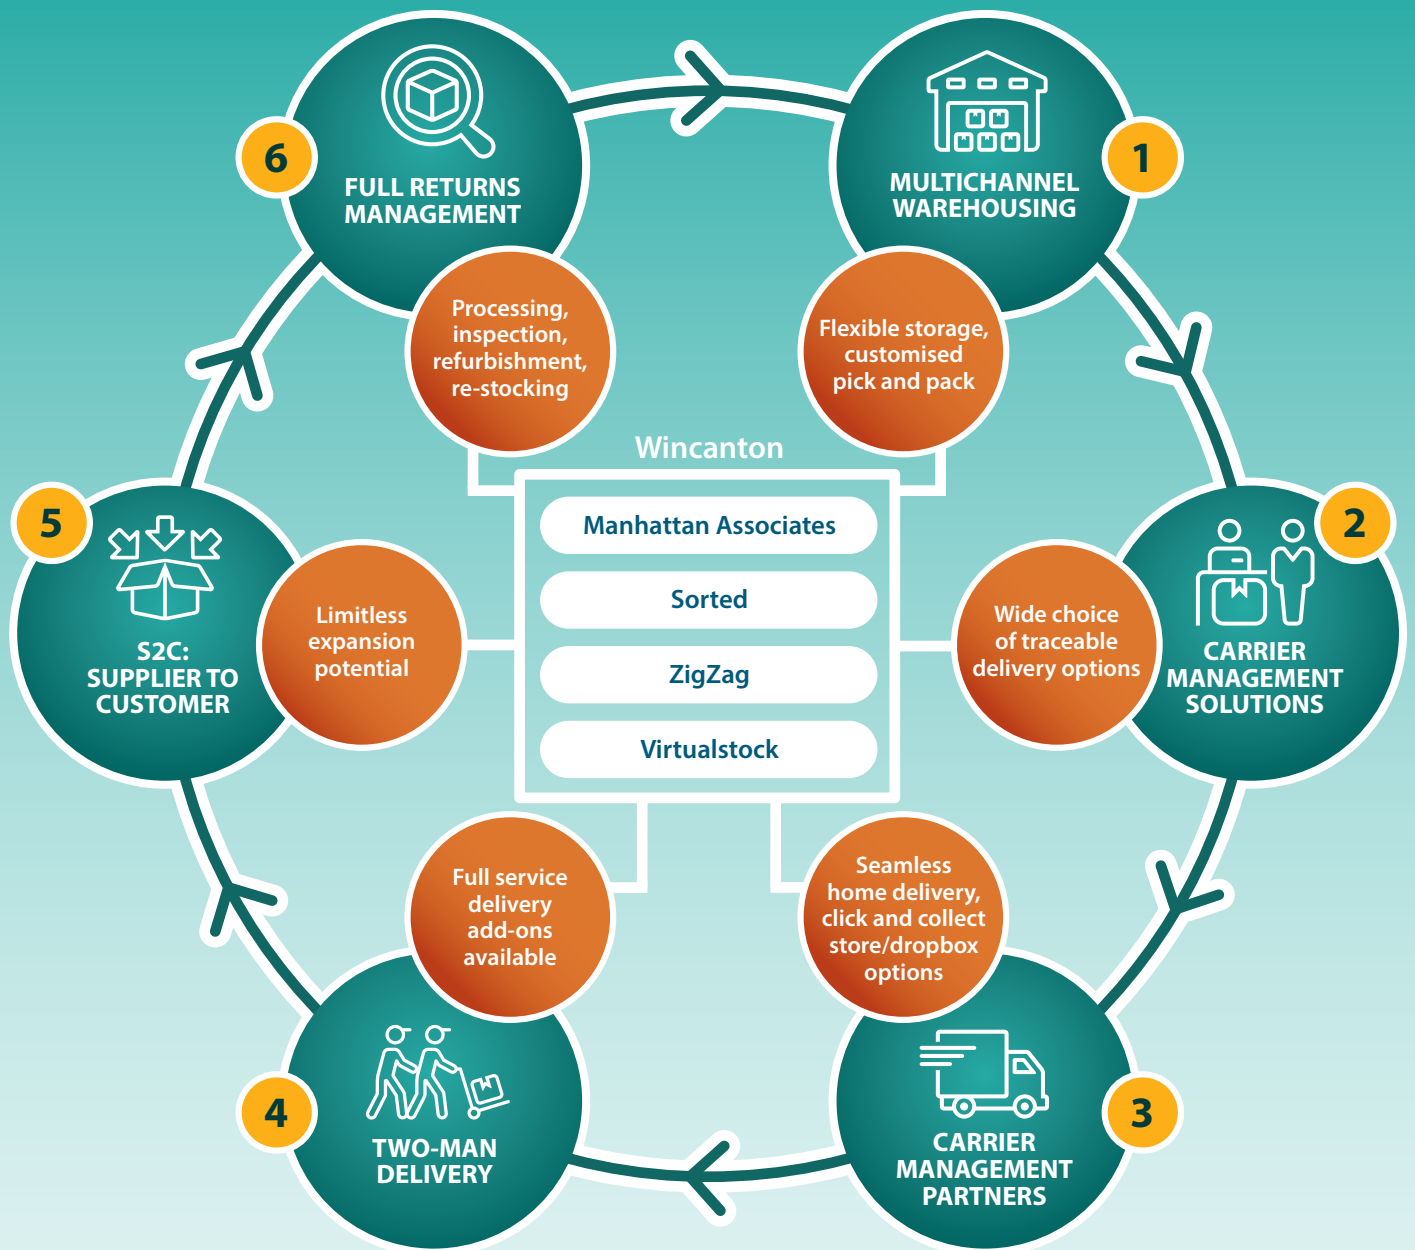 6
FULL RETURNS
MANAGEMENT
Processing,
inspection,
refurbishment,
re-stocking
1
MULTICHANNEL
WAREHOUSING
Flexible storage,
customised
pick and pack
Wincanton
Manhattan Associates
Sorted
ZigZag
Virtualstock
5
S2C:
SUPPLIER TO
CUSTOMER
Limitless
expansion
potential
2
CARRIER
MANAGEMENT
SOLUTIONS
Wide choice
of traceable
delivery options
Full service
delivery
add-ons
available
4
TWO-MAN
DELIVERY
Seamless
home delivery,
click and collect
store/dropbox
options
3
CARRIER
MANAGEMENT
PARTNERS